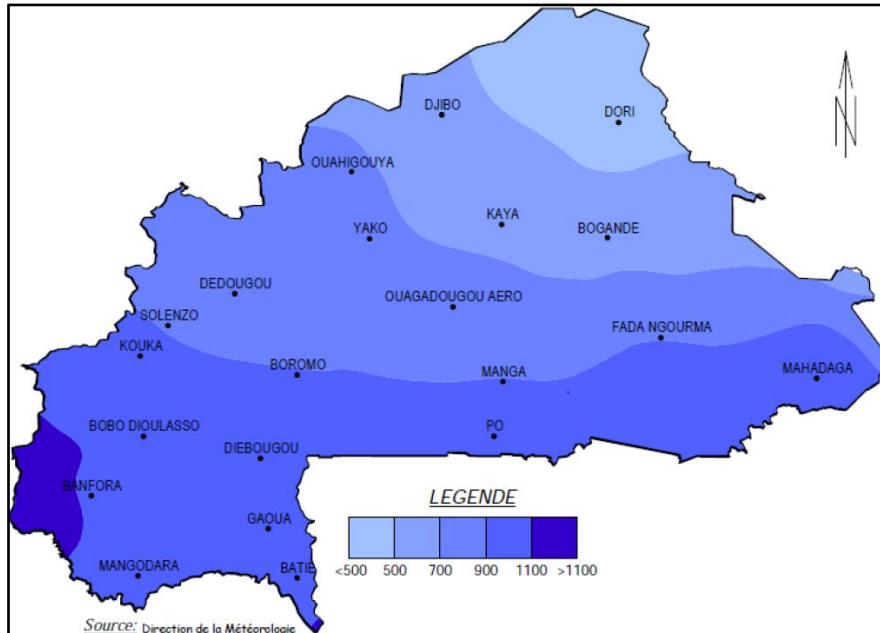 DJIBO
DORI
N
OUAHIGOUYA
KAYA
YAKO
BOGANDE
DEDOUGOU
OUAGADOUGOU AERO
SOLENZO
FADA NGOURMA
KOUKA
BOROMO
MANGA
MAHADAGA
BOBO DIOULASSO
PO
DIEBOUGOU
BANFORA
LEGENDE
GAOUA
<500 500 700 900 1100 >1100
MANGODARA
BATIE
Source: Direction de la Météorologie